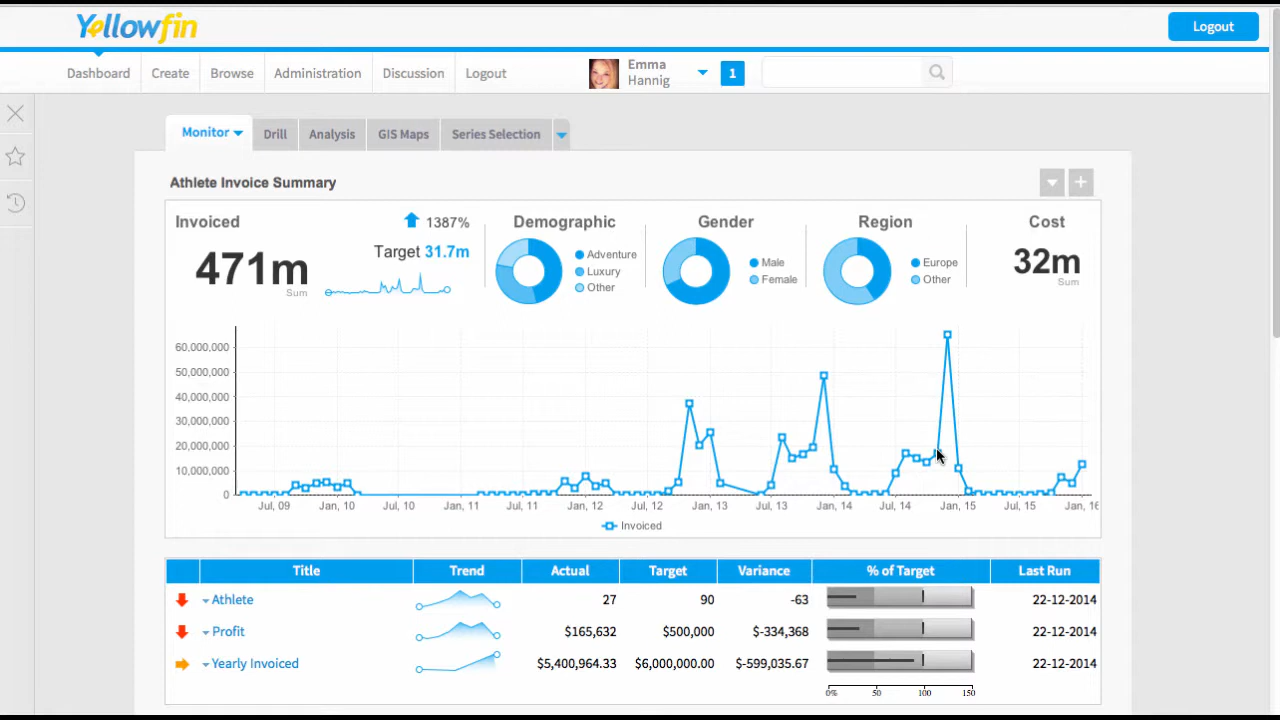 Yellowfin
Logout
Dashboard Create Browse Administration Discussion Logout
Emma
Hannig
1
Monitor Drill Analysis GIS Maps Series Selection
Athlete Invoice Summary
Invoiced 1387% Demographic Gender Region Cost
Target 31.7m
471m
Sum
Adventure
Luxury
Other
Male
Female
Europe
Other
32m
Sum
60,000,000
50,000,000
40,000,000
30,000,000
20,000,000
10,000,000
0
Jul, 09 Jan, 10 Jul, 10 Jan, 11 Jul, 11 Jan, 12 Jul, 12 Jan, 13 Jul, 13 Jan, 14 Jul, 14 Jan, 15 Jul, 15 Jan, 16
Invoiced
Title Trend Actual Target Variance % of Target Last Run
Athlete 27 90 -63 22-12-2014
Profit $165,632 $500,000 $-334,368 22-12-2014
Yearly Invoiced $5,400,964.33 $6,000,000.00 $-599,035.67 22-12-2014
0% 50 100 150